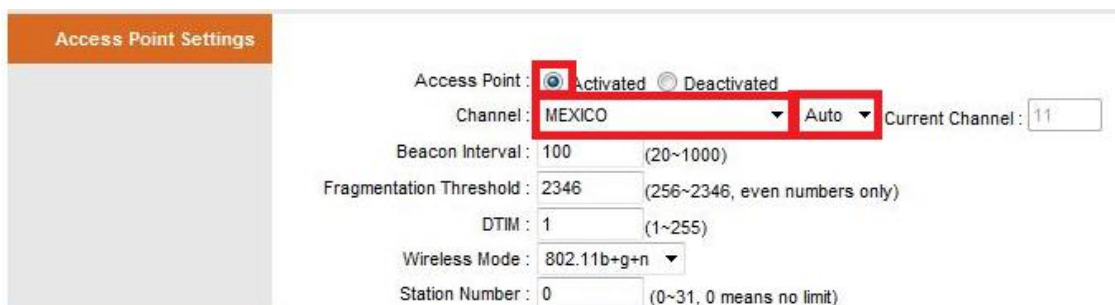 Access Point Settings
Access Point : Activated Deactivated
Channel : MEXICO Auto Current Channel : 11
Beacon Interval : 100 (20~1000)
Fragmentation Threshold : 2346 (256~2346, even numbers only)
DTIM : 1 (1~255)
Wireless Mode : 802.11b+g+n
Station Number : 0 (0~31, 0 means no limit)